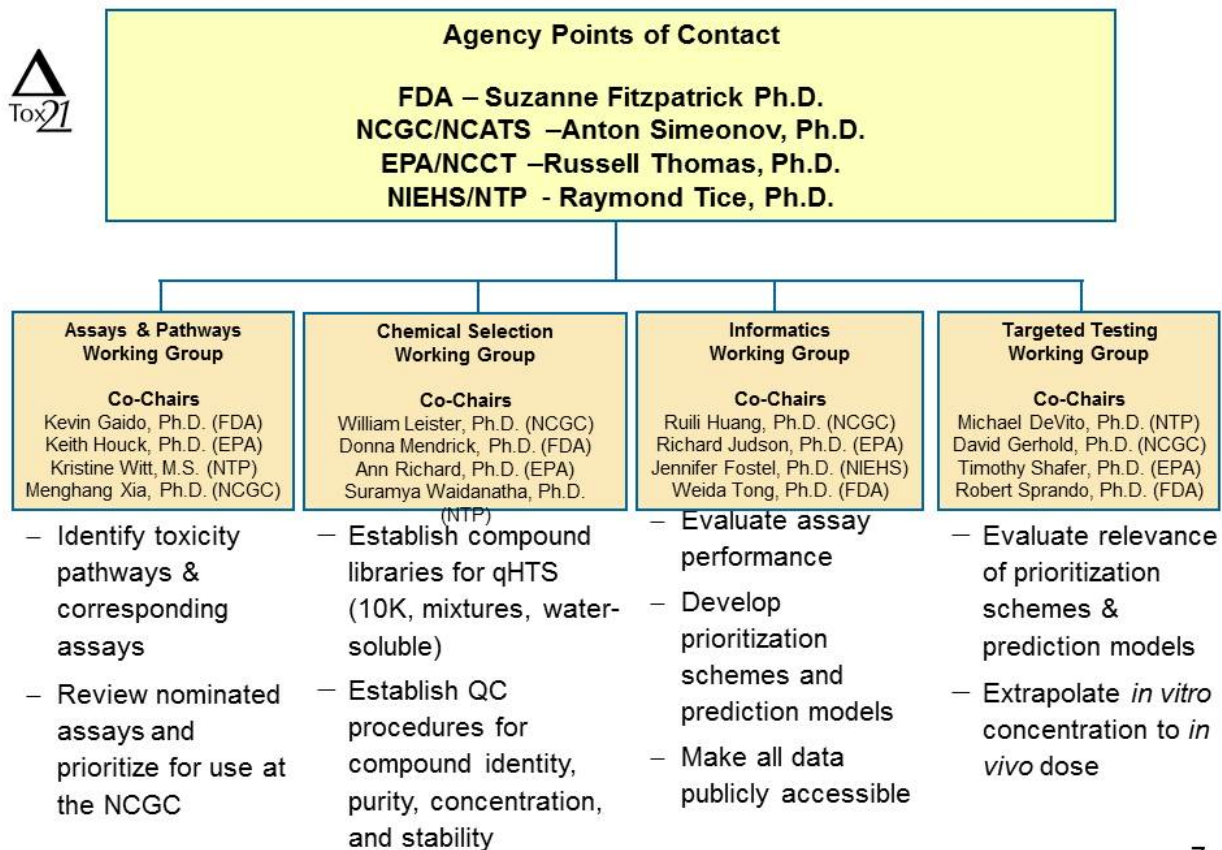 Δ
Tox21
Agency Points of Contact
FDA – Suzanne Fitzpatrick Ph.D.
NCGC/NCATS –Anton Simeonov, Ph.D.
EPA/NCCT –Russell Thomas, Ph.D.
NIEHS/NTP - Raymond Tice, Ph.D.
Assays & Pathways
Working Group
Co-Chairs
Kevin Gaido, Ph.D. (FDA)
Keith Houck, Ph.D. (EPA)
Kristine Witt, M.S. (NTP)
Menghang Xia, Ph.D. (NCGC)
– Identify toxicity
pathways &
corresponding
assays
– Review nominated
assays and
prioritize for use at
the NCGC
Chemical Selection
Working Group
Co-Chairs
William Leister, Ph.D. (NCGC)
Donna Mendrick, Ph.D. (FDA)
Ann Richard, Ph.D. (EPA)
Suramya Waidanatha, Ph.D.
(NTP)
– Establish compound
libraries for qHTS
(10K, mixtures, water-
soluble)
– Establish QC
procedures for
compound identity,
purity, concentration,
and stability
Informatics
Working Group
Co-Chairs
Ruili Huang, Ph.D. (NCGC)
Richard Judson, Ph.D. (EPA)
Jennifer Fostel, Ph.D. (NIEHS)
Weida Tong, Ph.D. (FDA)
– Evaluate assay
performance
– Develop
prioritization
schemes and
prediction models
– Make all data
publicly accessible
Targeted Testing
Working Group
Co-Chairs
Michael DeVito, Ph.D. (NTP)
David Gerhold, Ph.D. (NCGC)
Timothy Shafer, Ph.D. (EPA)
Robert Sprando, Ph.D. (FDA)
– Evaluate relevance
of prioritization
schemes &
prediction models
– Extrapolate in vitro
concentration to in
vivo dose